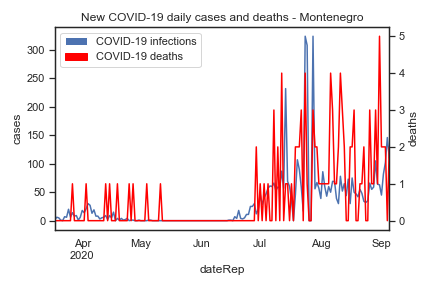 New COVID-19 daily cases and deaths - Montenegro
COVID-19 infections
COVID-19 deaths
300
250
200
150
100
50
0
cases
5
4
3
2
1
0
deaths
Apr
2020
May
Jun
Jul
Aug
Sep
dateRep